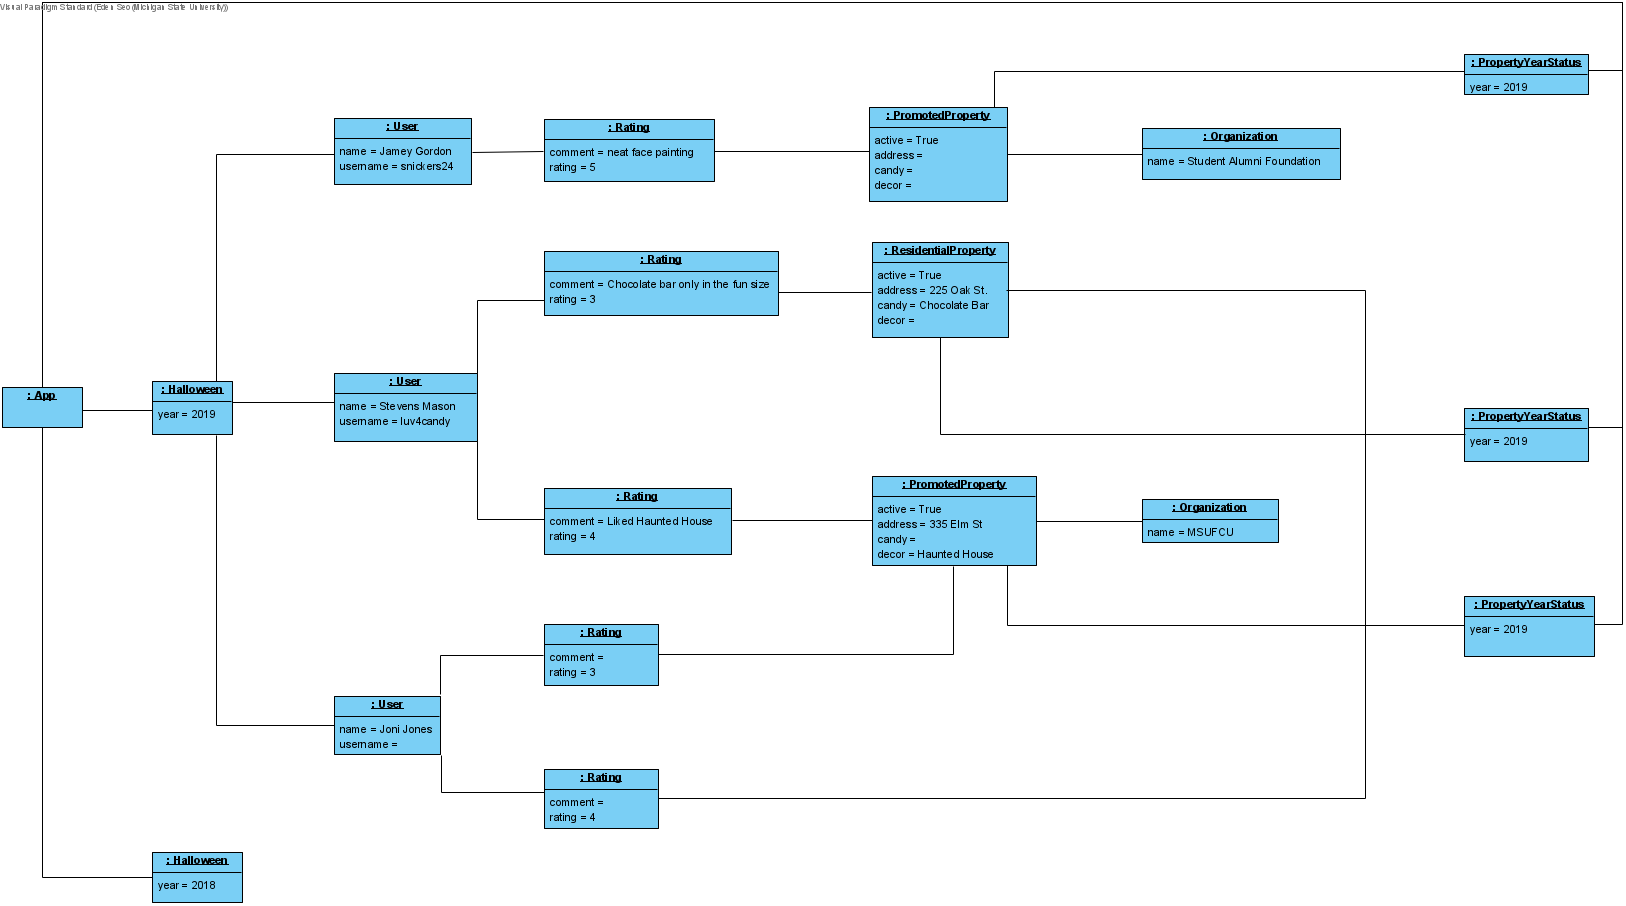 Visual Paradigm Standard (Eden Seo (Michigan State University))
: PropertyYearStatus
year = 2019
: User
name = Jamey Gordon
username = snickers24
: Rating
comment = neat face painting
rating = 5
: PromotedProperty
active = True
address =
candy =
decor =
: Organization
name = Student Alumni Foundation
: Rating
comment = Chocolate bar only in the fun size
rating = 3
: ResidentialProperty
active = True
address = 225 Oak St.
candy = Chocolate Bar
decor =
: App
: Halloween
year = 2019
: User
name = Stevens Mason
username = luv4candy
: PropertyYearStatus
year = 2019
: Rating
comment = Liked Haunted House
rating = 4
: PromotedProperty
active = True
address = 335 Elm St
candy =
decor = Haunted House
: Organization
name = MSUFCU
: PropertyYearStatus
year = 2019
: Rating
comment =
rating = 3
: User
name = Joni Jones
username =
: Rating
comment =
rating = 4
: Halloween
year = 2018